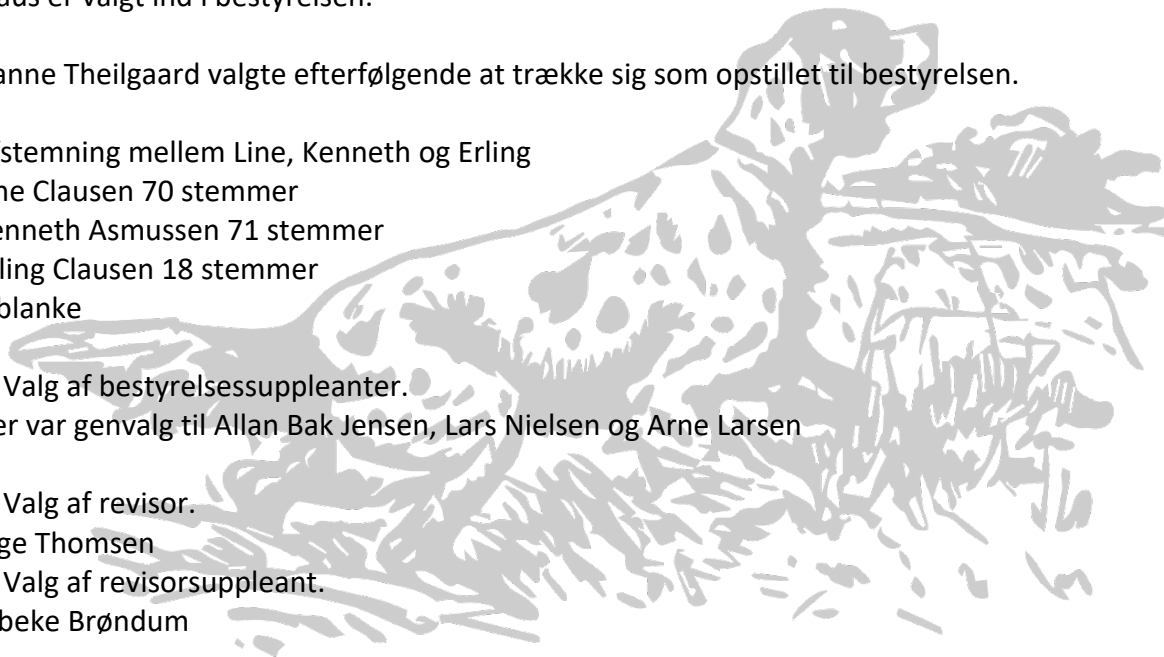 er valgt ind i bestyrelsen.
anne Theilgaard valgte efterfølgende at trække sig som opstillet til bestyrelsen.
stemning mellem Line, Kenneth og Erling
ne Clausen 70 stemmer
enneth Asmussen 71 stemmer
ling Clausen 18 stemmer
blanke
Valg af bestyrelsessuppleanter.
er var genvalg til Allan Bak Jensen, Lars Nielsen og Arne Larsen
Valg af revisor.
ge Thomsen
Valg af revisorsuppleant.
beke Brøndum